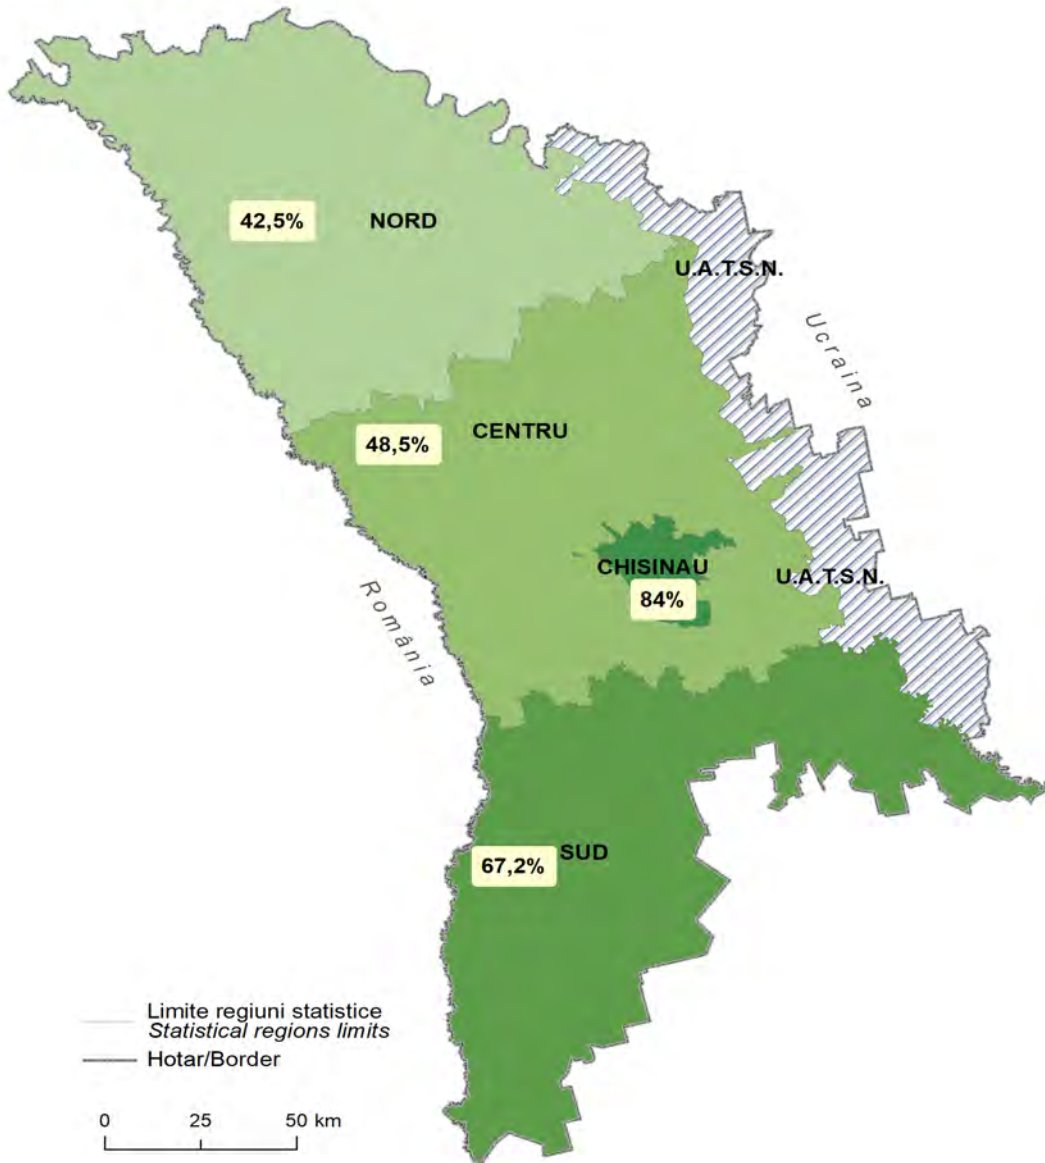 42,5%
NORD
U.A.T.S.N.
Ucraina
CENTRU
48,5%
CHISINAU
84%
U.A.T.S.N.
România
SUD
67,2%
Limite regiuni statistice
Statistical regions limits
Hotar/Border
0 25 50 km